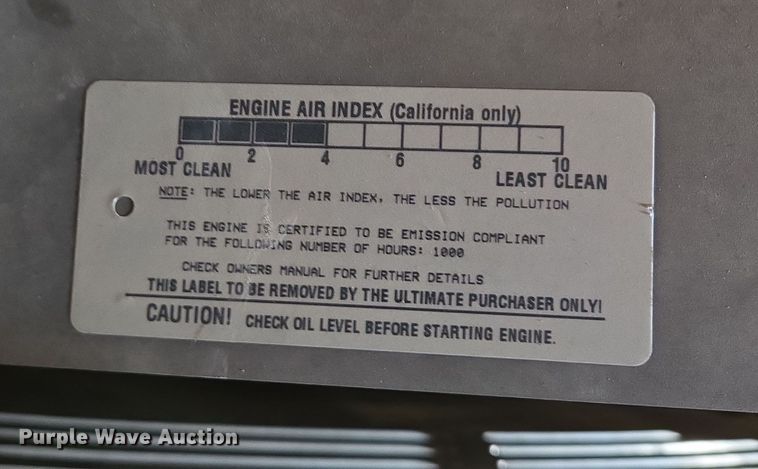 ENGINE AIR INDEX (California only)
0 2 4 6 8 10
MOST CLEAN LEAST CLEAN
NOTE: THE LOWER THE AIR INDEX, THE LESS THE POLLUTION
THIS ENGINE IS CERTIFIED TO BE EMISSION COMPLIANT
FOR THE FOLLOWING NUMBER OF HOURS: 1000
CHECK OWNERS MANUAL FOR FURTHER DETAILS
THIS LABEL TO BE REMOVED BY THE ULTIMATE PURCHASER ONLY!
CAUTION! CHECK OIL LEVEL BEFORE STARTING ENGINE.
Purple Wave Auction